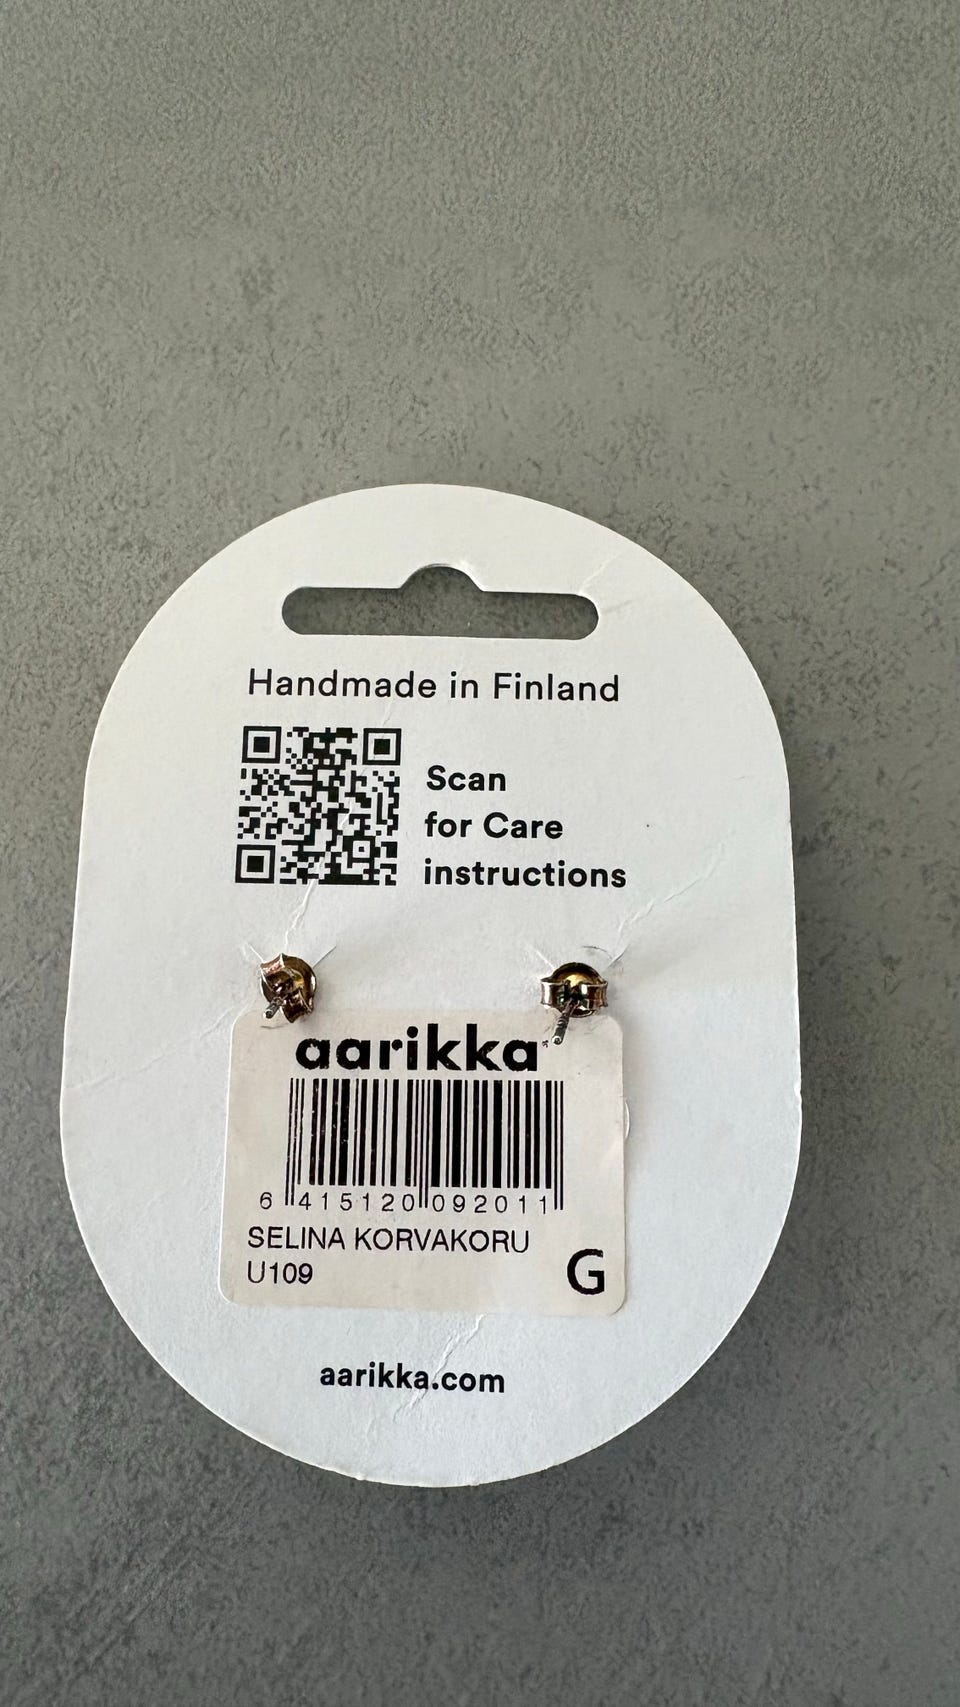 Handmade in Finland
Scan
for Care
instructions
aarikka
6 415120 092011
SELINA KORVAKORU
U109
G
aarikka.com